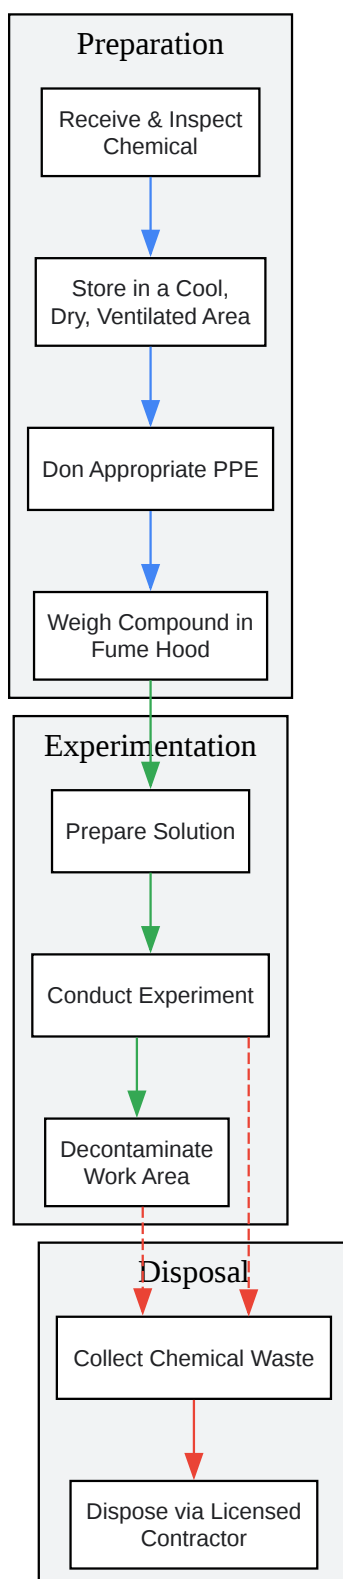 Preparation
Receive & Inspect
Chemical
Store in a Cool,
Dry, Ventilated Area
Don Appropriate PPE
Weigh Compound in
Fume Hood
Experimentation
Prepare Solution
Conduct Experiment
Decontaminate
Work Area
Disposal
Collect Chemical Waste
Dispose via Licensed
Contractor